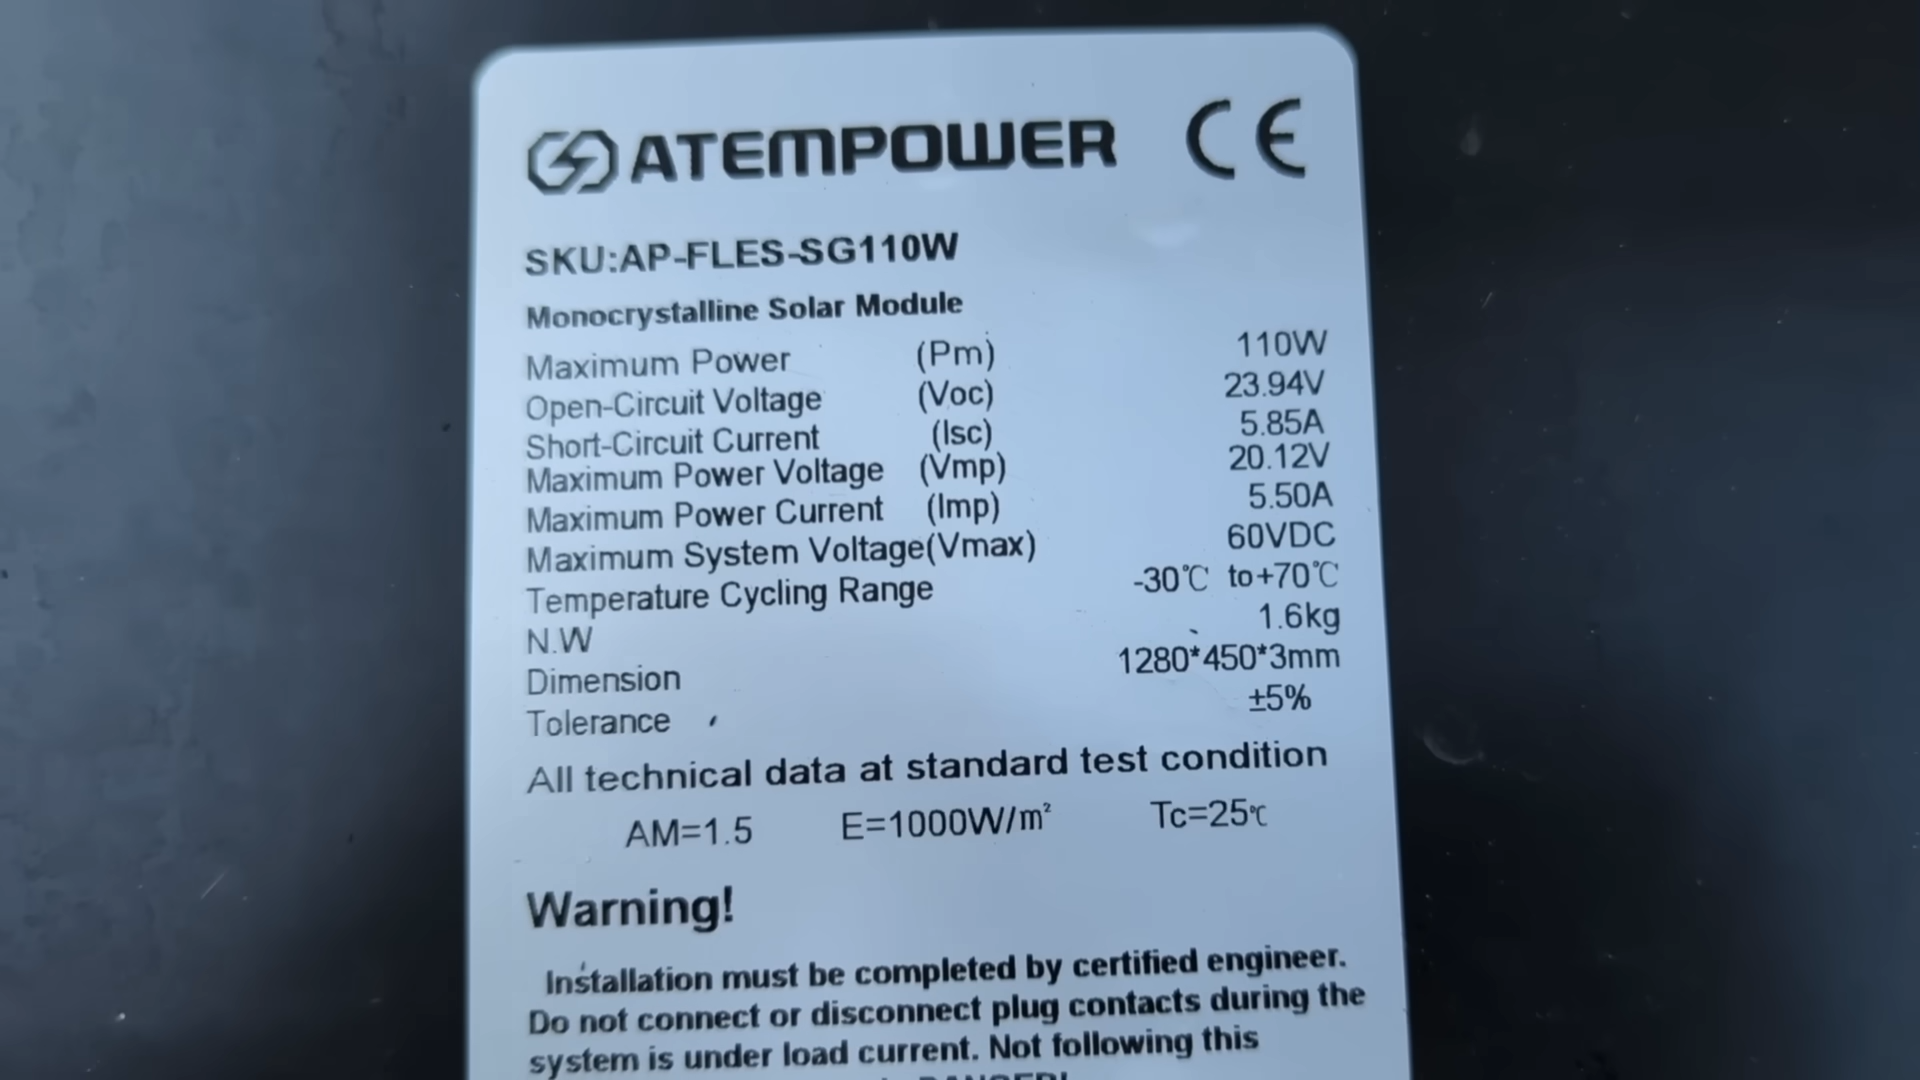 ATEMPOWER CE
SKU:AP-FLES-SG110W
Monocrystalline Solar Module
Maximum Power (Pm) 110W
Open-Circuit Voltage (Voc) 23.94V
Short-Circuit Current (Isc) 5.85A
Maximum Power Voltage (Vmp) 20.12V
Maximum Power Current (Imp) 5.50A
Maximum System Voltage(Vmax) 60VDC
Temperature Cycling Range -30℃ to+70℃
N.W 1.6kg
Dimension 1280*450*3mm
Tolerance ±5%
All technical data at standard test condition
AM=1.5 E=1000W/m² Tc=25℃
Warning!
Installation must be completed by certified engineer.
Do not connect or disconnect plug contacts during the
system is under load current. Not following this